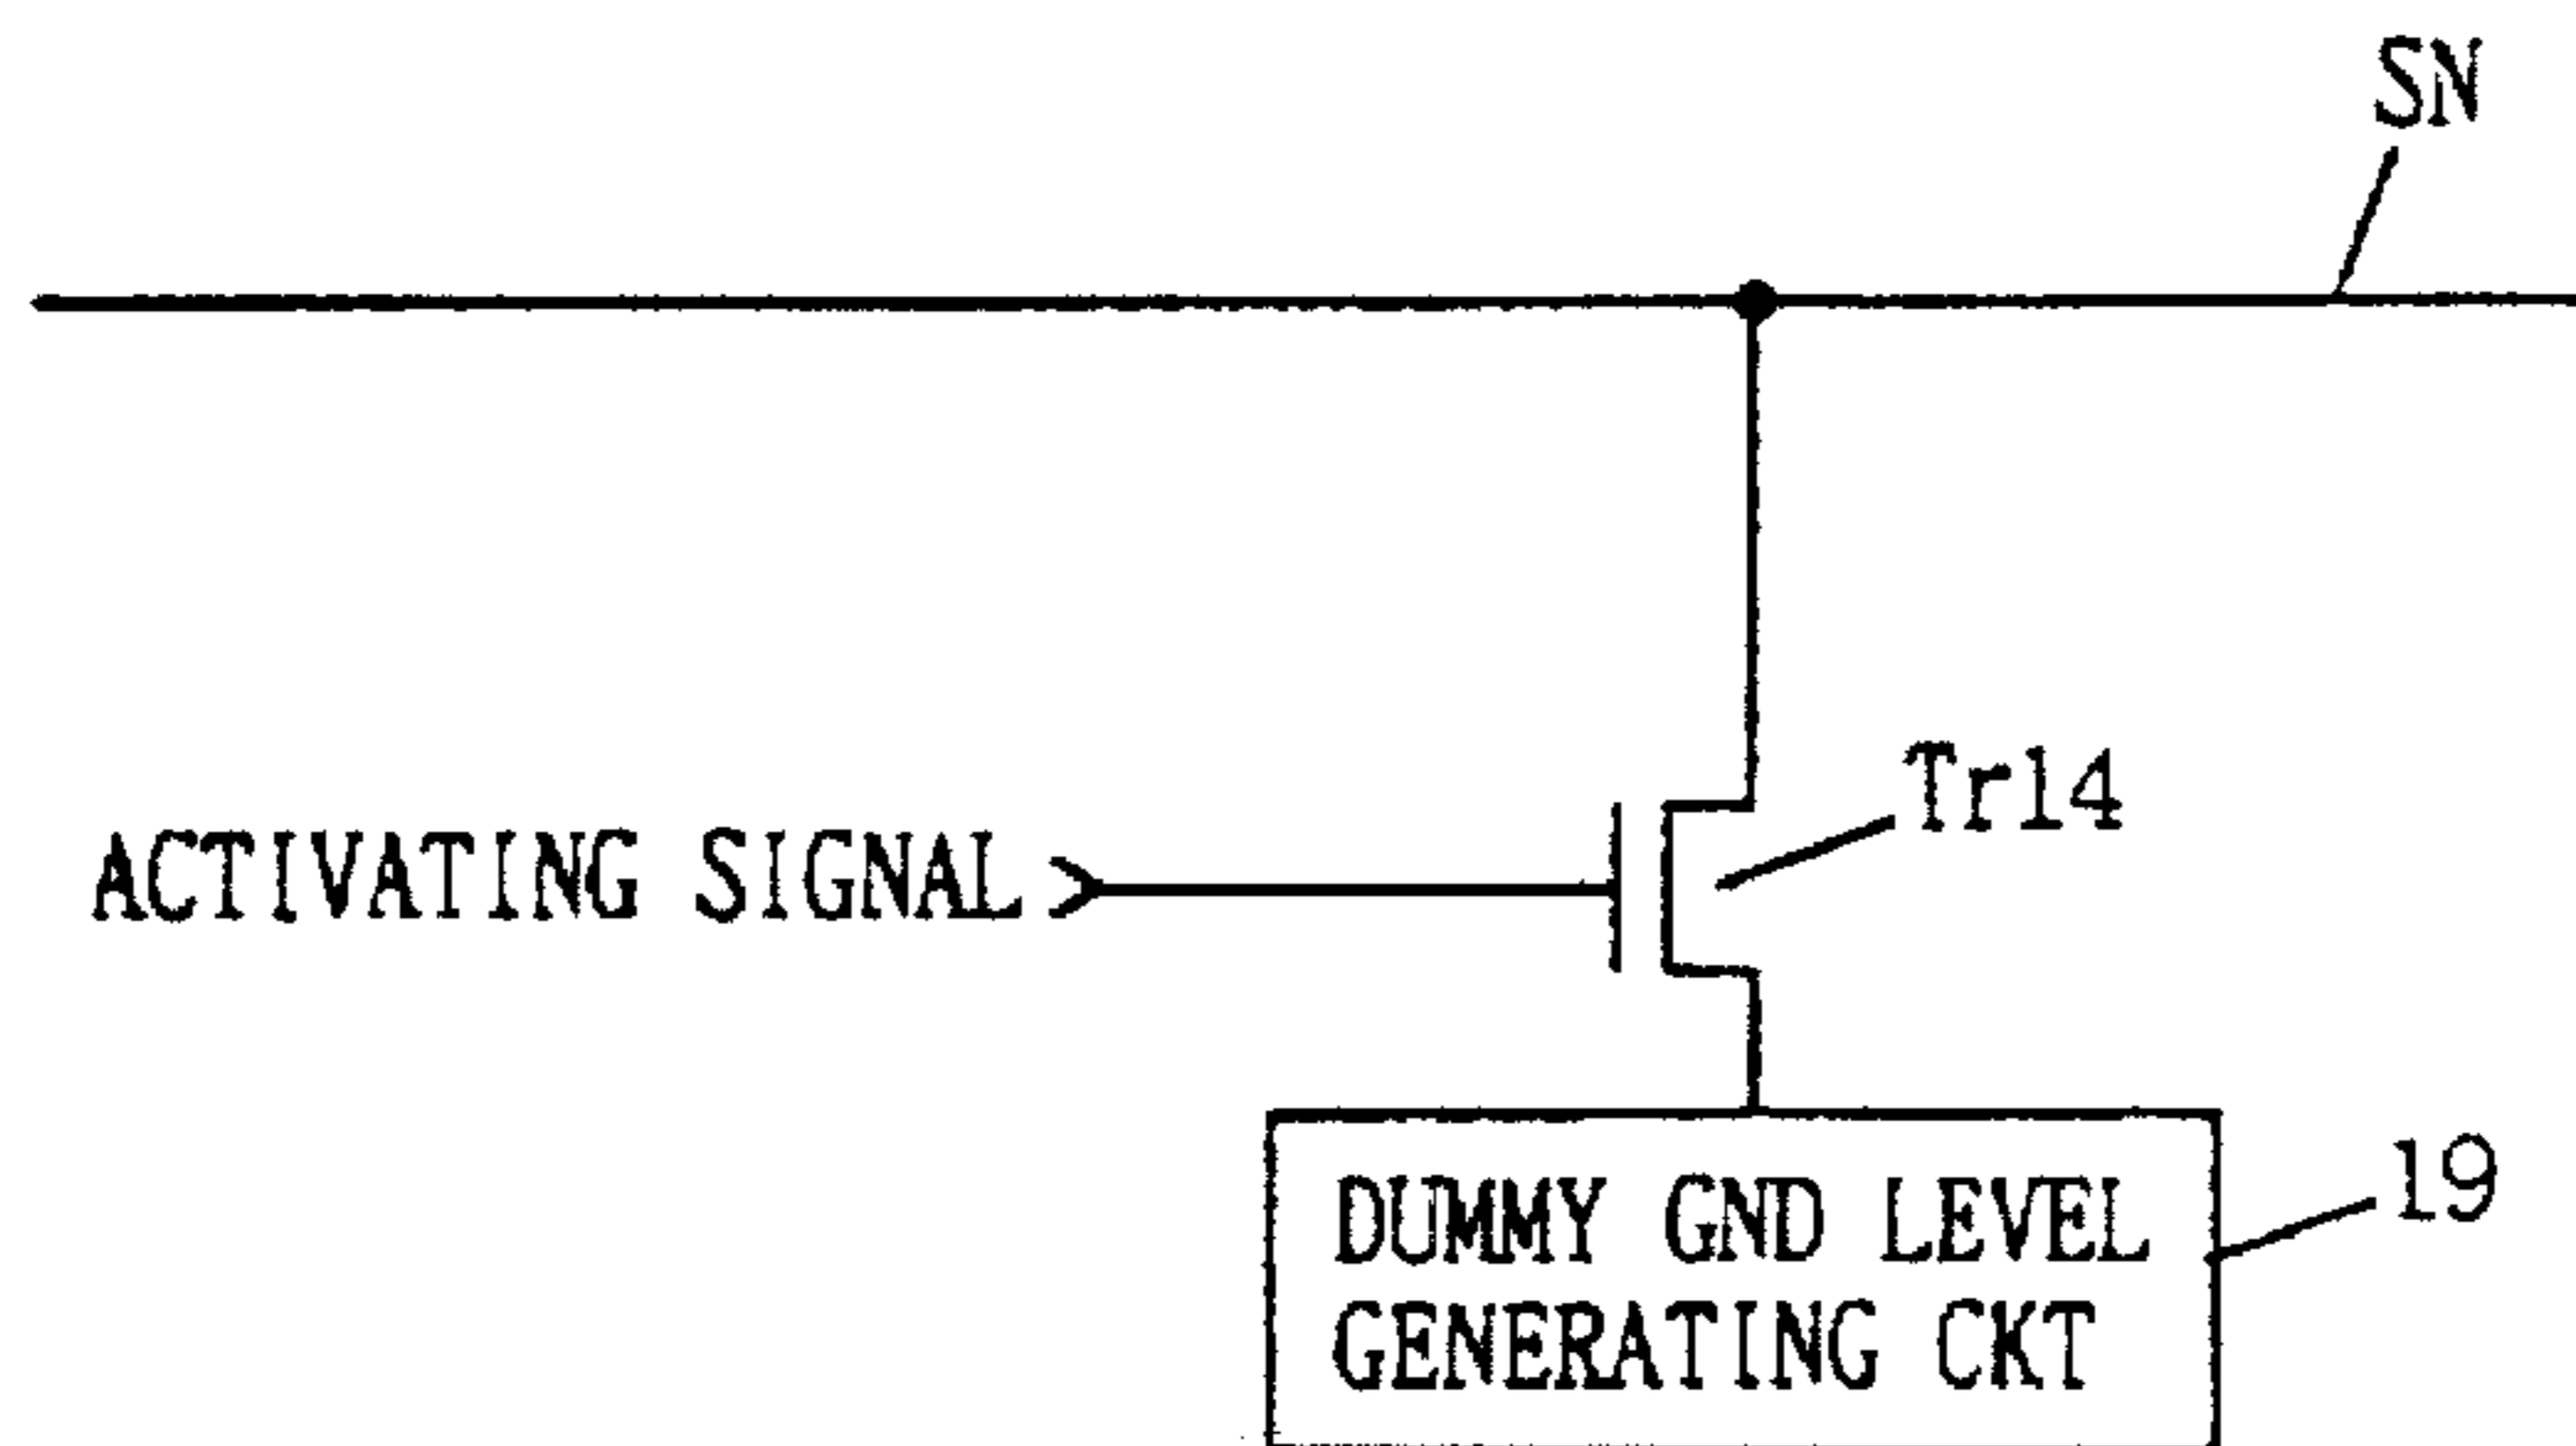 SN
Tr14
ACTIVATING SIGNAL
DUMMY GND LEVEL
GENERATING CKT
19